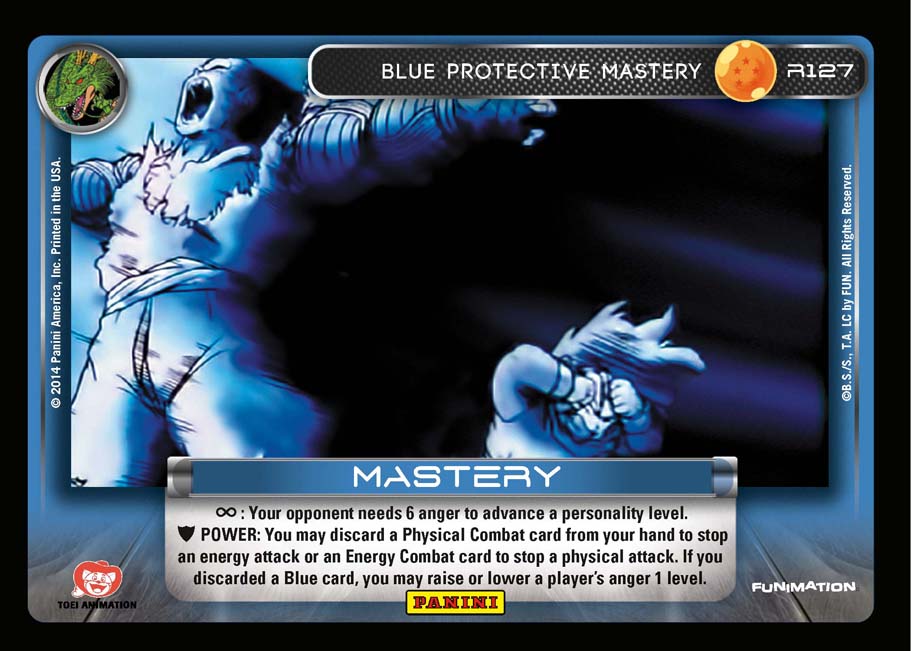 BLUE PROTECTIVE MASTERY
R127
© 2014 Panini America, Inc. Printed in the USA.
©B.S./S., T.A. LC by FUN. All Rights Reserved.
MASTERY
∞ : Your opponent needs 6 anger to advance a personality level.
POWER: You may discard a Physical Combat card from your hand to stop
an energy attack or an Energy Combat card to stop a physical attack. If you
discarded a Blue card, you may raise or lower a player's anger 1 level.
TOEI ANIMATION
PANINI
FUNIMATION